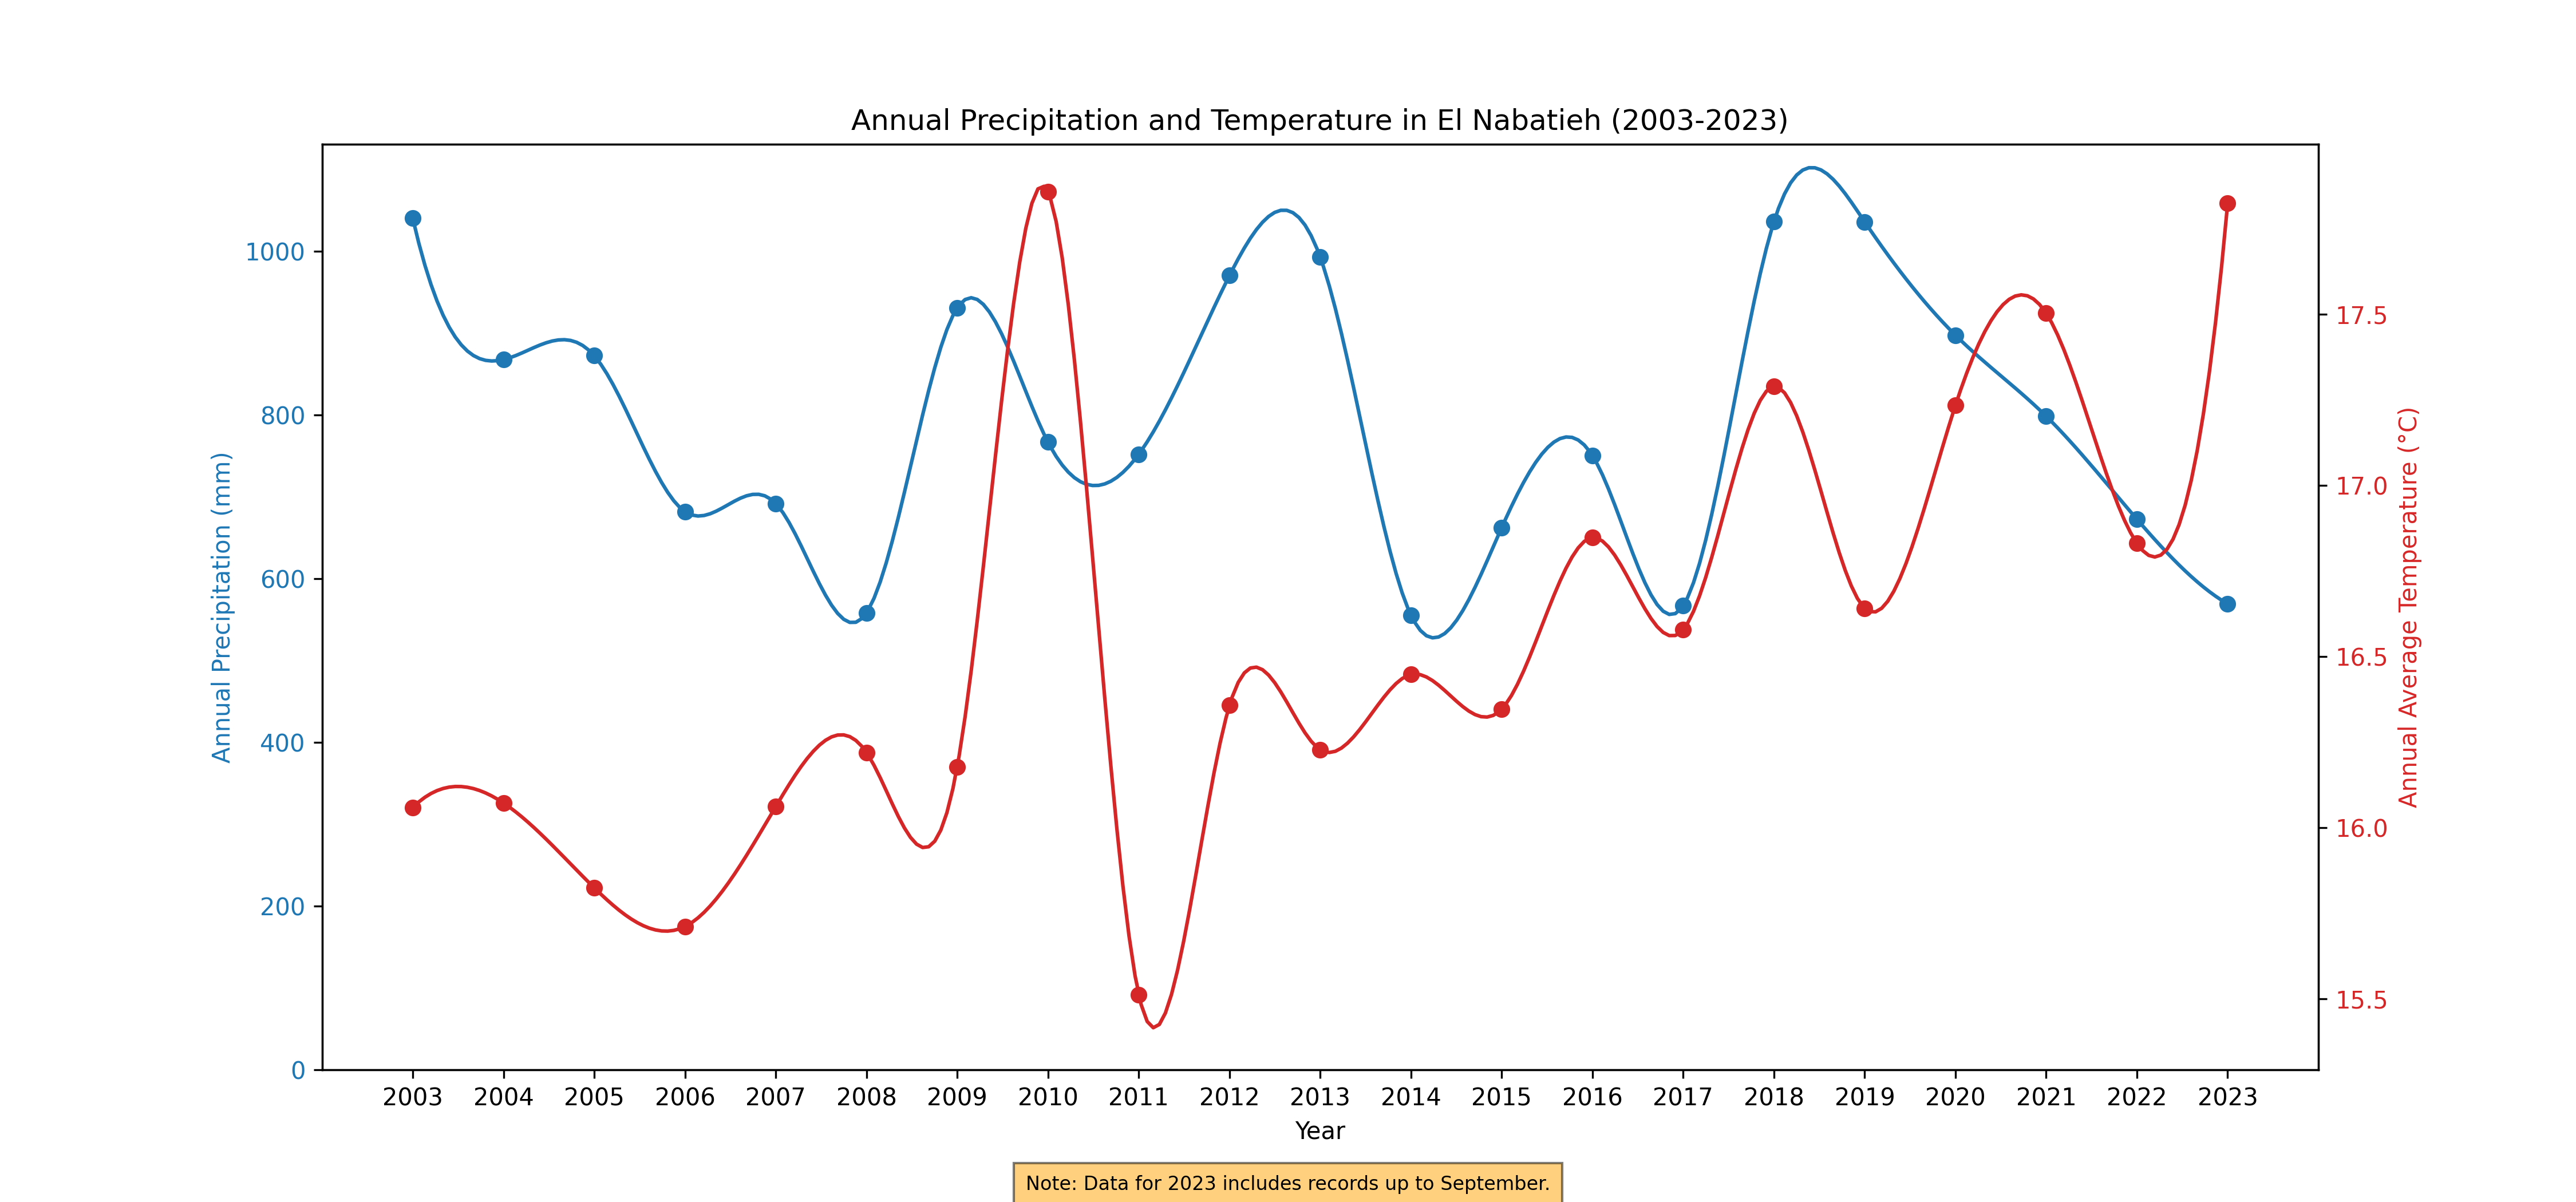 Annual Precipitation and Temperature in El Nabatieh (2003-2023)
Annual Precipitation (mm)
1000
800
600
400
200
0
17.5
17.0
16.5
16.0
15.5
Annual Average Temperature (°C)
2003 2004 2005 2006 2007 2008 2009 2010 2011 2012 2013 2014 2015 2016 2017 2018 2019 2020 2021 2022 2023
Year
Note: Data for 2023 includes records up to September.